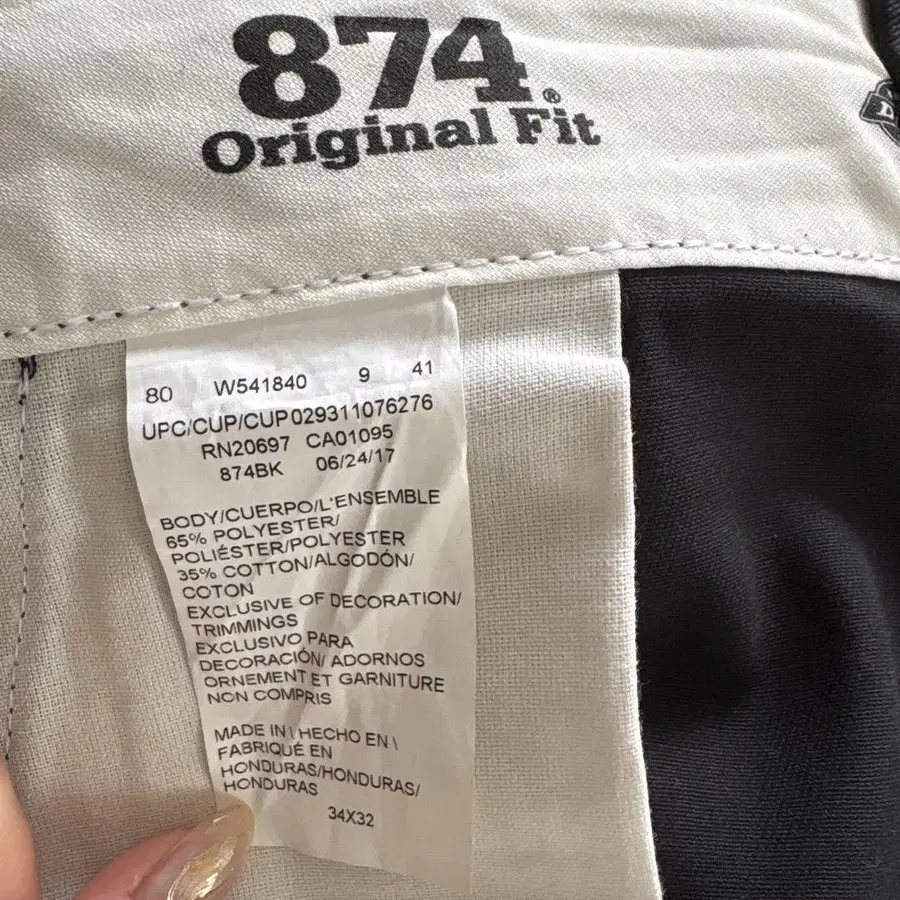 874®
Original Fit
80 W541840 9 41
UPC/CUP/CUP029311076276
RN20697 CA01095
874BK 06/24/17
BODY/CUERPO/L'ENSEMBLE
65% POLYESTER/
POLIÉSTER/POLYESTER
35% COTTON/ALGODÓN/
COTON
EXCLUSIVE OF DECORATION/
TRIMMINGS
EXCLUSIVO PARA
DECORACIÓN/ ADORNOS
ORNEMENT ET GARNITURE
NON COMPRIS
MADE IN \ HECHO EN \
FABRIQUÉ EN
HONDURAS/HONDURAS/
HONDURAS
34X32